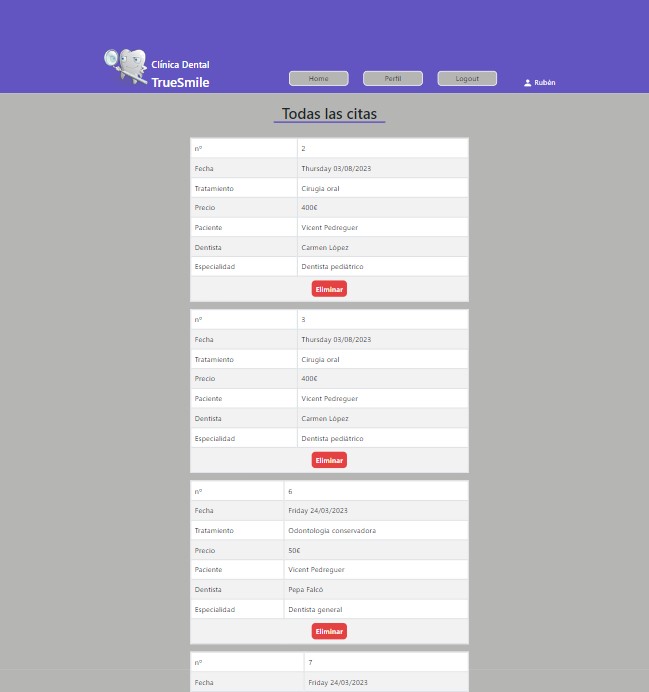 Clínica Dental
TrueSmile
Home
Perfil
Logout
Rubén
Todas las citas
nº 2
Fecha Thursday 03/08/2023
Tratamiento Cirugía oral
Precio 400€
Paciente Vicent Pedreguer
Dentista Carmen López
Especialidad Dentista pediátrico
Eliminar
nº 3
Fecha Thursday 03/08/2023
Tratamiento Cirugía oral
Precio 400€
Paciente Vicent Pedreguer
Dentista Carmen López
Especialidad Dentista pediátrico
Eliminar
nº 6
Fecha Friday 24/03/2023
Tratamiento Odontología conservadora
Precio 50€
Paciente Vicent Pedreguer
Dentista Pepa Falcó
Especialidad Dentista general
Eliminar
nº 7
Fecha Friday 24/03/2023